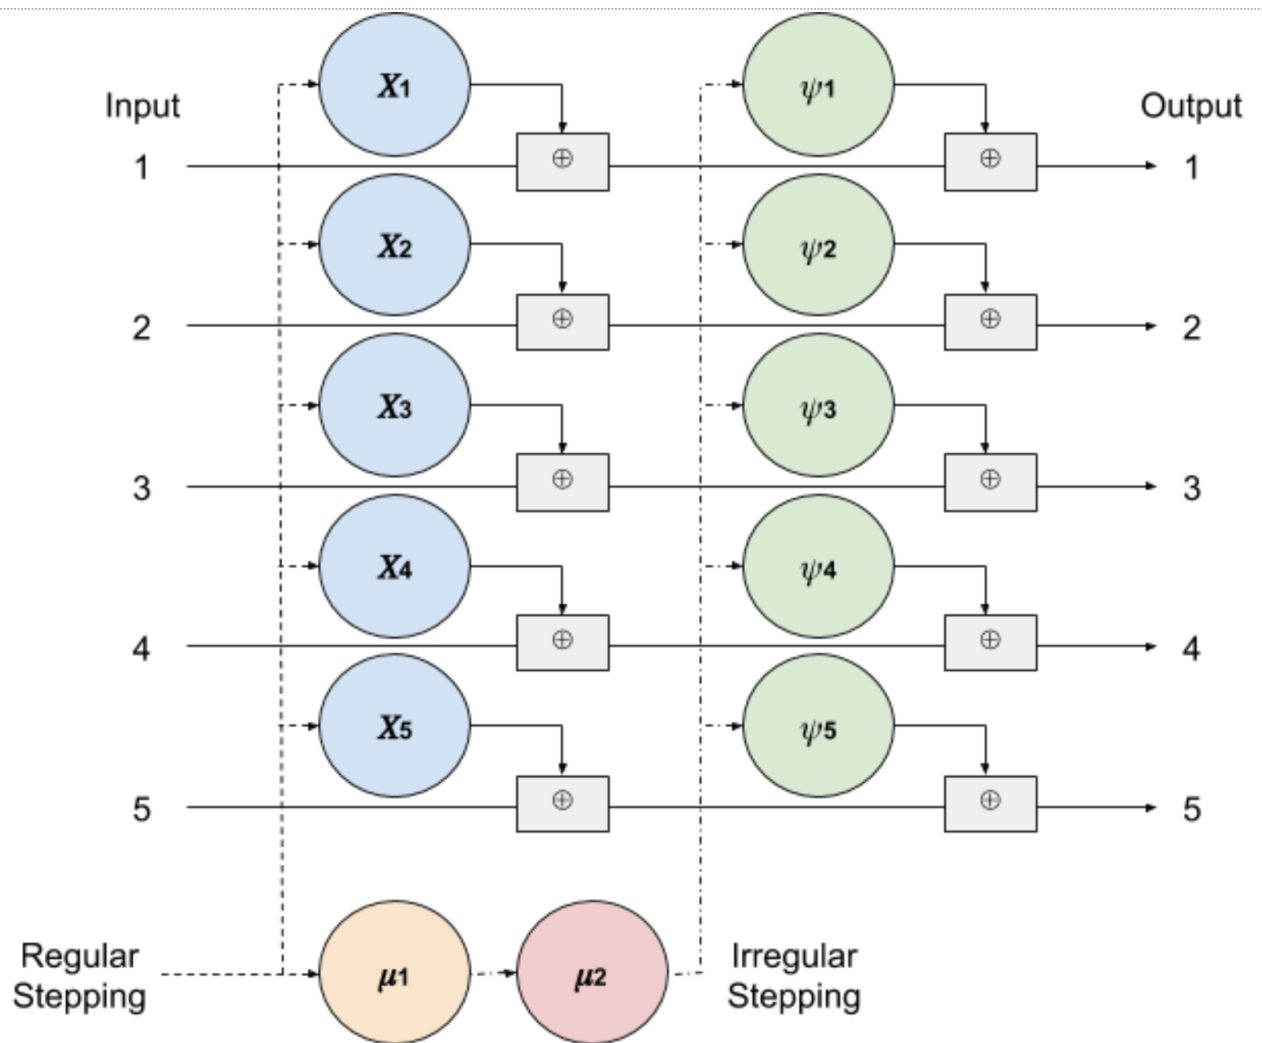 X1
ψ1
Input
Output
⊕
⊕
1
1
X2
ψ2
⊕
⊕
2
2
X3
ψ3
⊕
⊕
3
3
X4
ψ4
⊕
⊕
4
4
X5
ψ5
⊕
⊕
5
5
Regular
Stepping
μ1
μ2
Irregular
Stepping